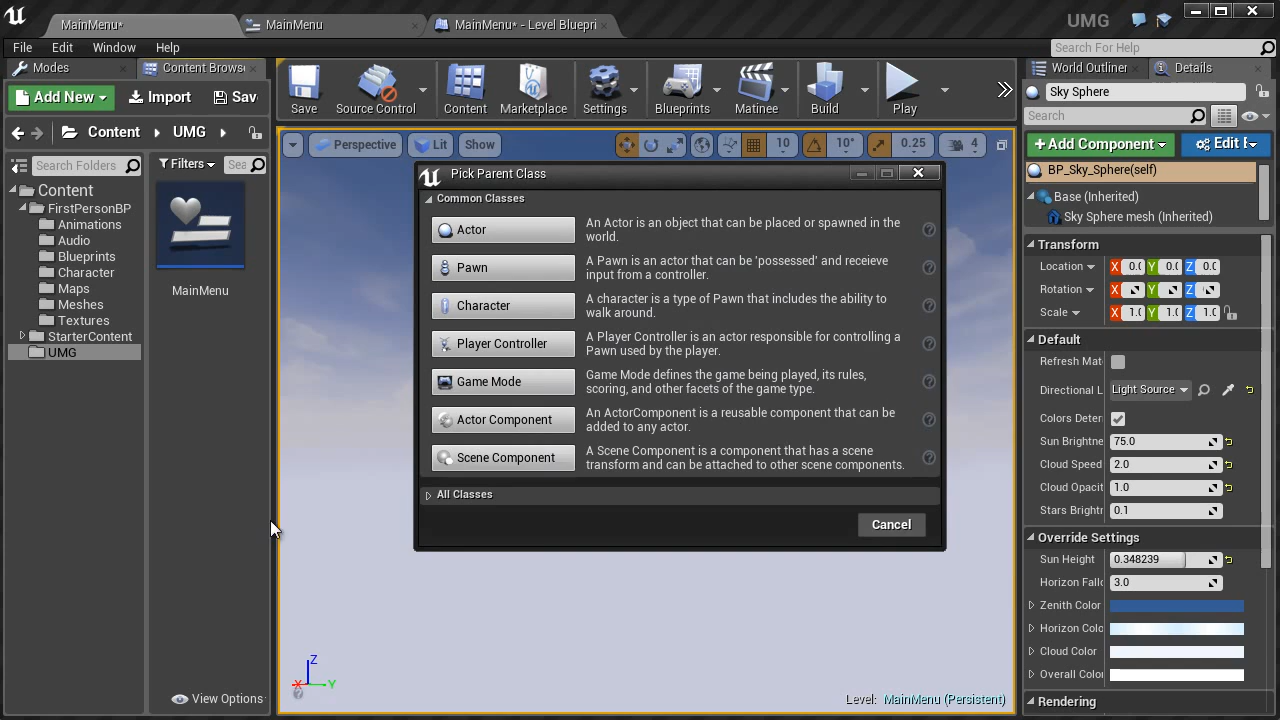 MainMenu*
MainMenu
MainMenu* - Level Bluepri
UMG
File Edit Window Help
Search For Help
Modes
Content Brows
World Outliner
Details
Add New
Import
Sav
Save
Source Control
Content
Marketplace
Settings
Blueprints
Matinee
Build
Play
Sky Sphere
Search
Content
UMG
Add Component
Edit
Search Folders
Filters
Sea
Perspective
Lit
Show
10
10°
0.25
4
BP_Sky_Sphere(self)
Base (Inherited)
Sky Sphere mesh (Inherited)
Content
FirstPersonBP
Animations
Audio
Blueprints
Character
Maps
Meshes
Textures
StarterContent
UMG
MainMenu
View Options
Pick Parent Class
Common Classes
Actor
An Actor is an object that can be placed or spawned in the
world.
Pawn
A Pawn is an actor that can be 'possessed' and receieve
input from a controller.
Character
A character is a type of Pawn that includes the ability to
walk around.
Player Controller
A Player Controller is an actor responsible for controlling a
Pawn used by the player.
Game Mode
Game Mode defines the game being played, its rules,
scoring, and other facets of the game type.
Actor Component
An ActorComponent is a reusable component that can be
added to any actor.
Scene Component
A Scene Component is a component that has a scene
transform and can be attached to other scene components.
All Classes
Cancel
X
Z
Y
Level: MainMenu (Persistent)
Transform
Location X 0.0 Y 0.0 Z 0.0
Rotation X Y Z
Scale X 1.0 Y 1.0 Z 1.0
Default
Refresh Mat
Directional L Light Source
Colors Deter
Sun Brightne 75.0
Cloud Speed 2.0
Cloud Opacit 1.0
Stars Brightn 0.1
Override Settings
Sun Height 0.348239
Horizon Fallo 3.0
Zenith Color
Horizon Colo
Cloud Color
Overall Color
Rendering